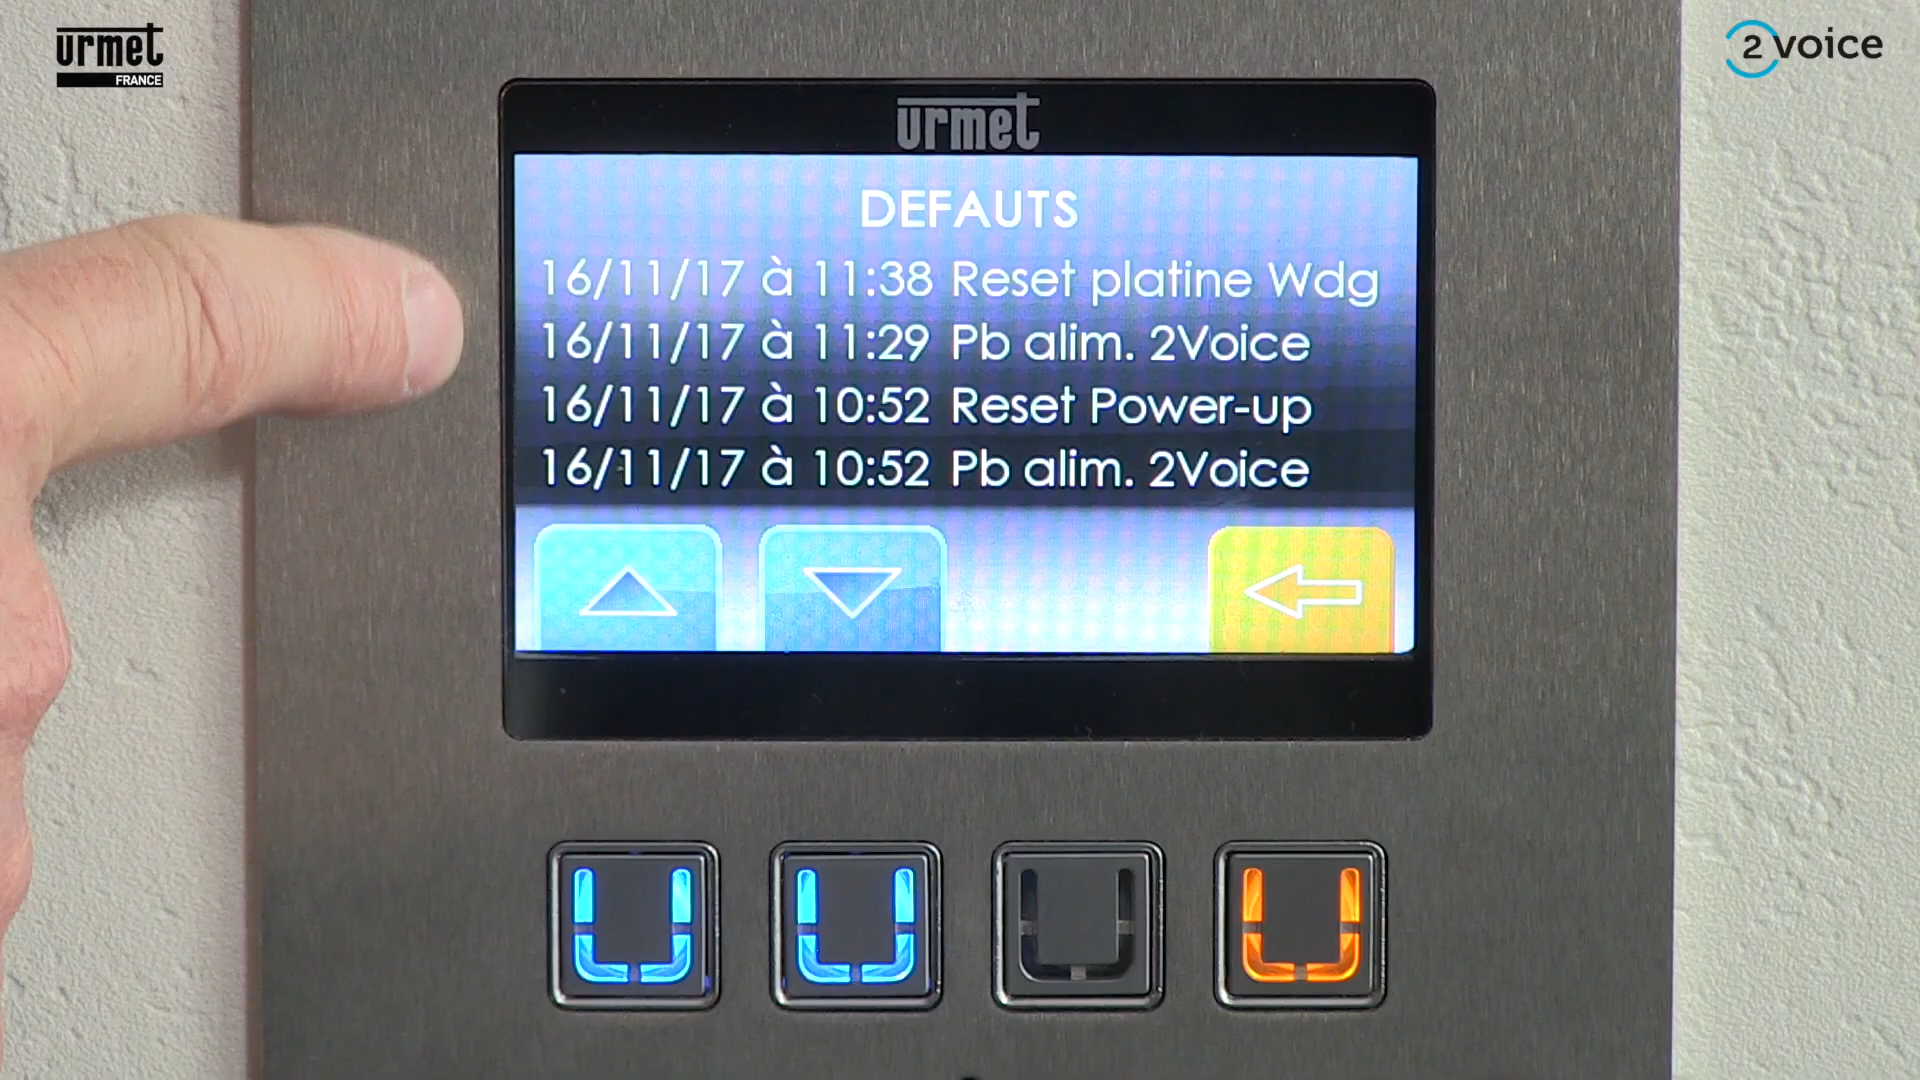 urmet
FRANCE
2voice
urmet
DEFAUTS
16/11/17 à 11:38 Reset platine Wdg
16/11/17 à 11:29 Pb alim. 2Voice
16/11/17 à 10:52 Reset Power-up
16/11/17 à 10:52 Pb alim. 2Voice